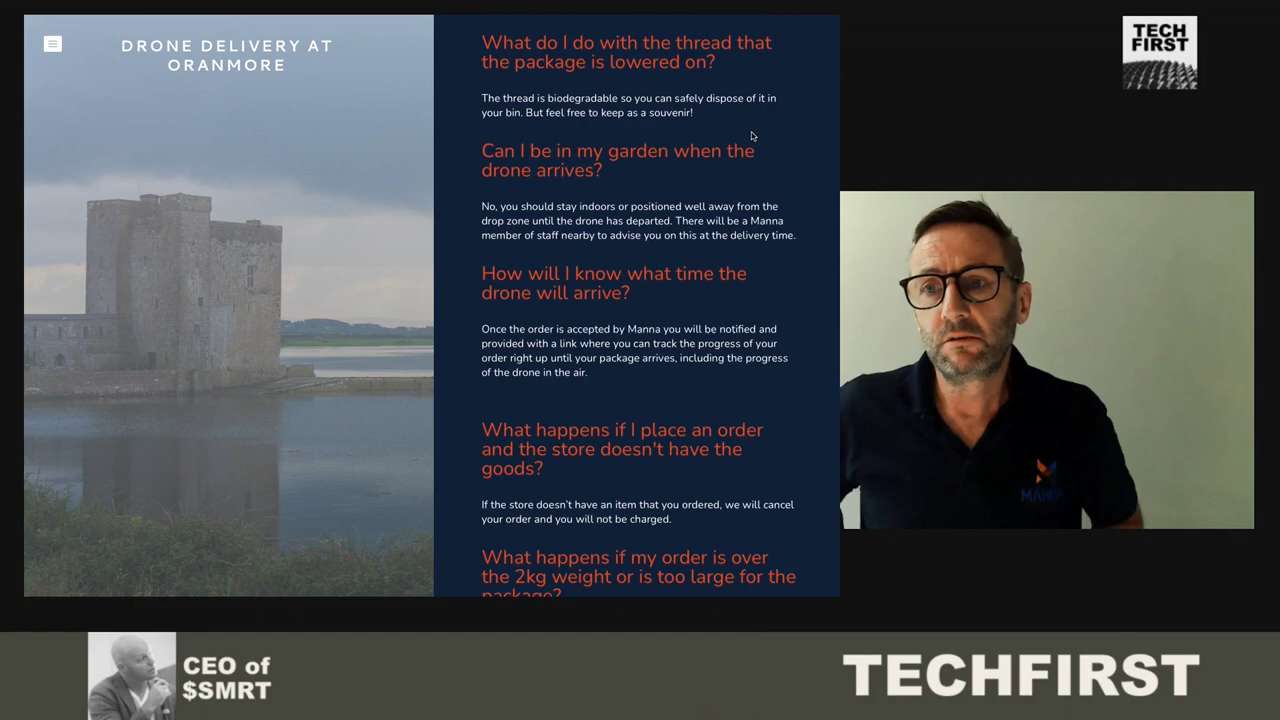 DRONE DELIVERY AT
ORANMORE
What do I do with the thread that
the package is lowered on?
The thread is biodegradable so you can safely dispose of it in
your bin. But feel free to keep as a souvenir!
Can I be in my garden when the
drone arrives?
No, you should stay indoors or positioned well away from the
drop zone until the drone has departed. There will be a Manna
member of staff nearby to advise you on this at the delivery time.
How will I know what time the
drone will arrive?
Once the order is accepted by Manna you will be notified and
provided with a link where you can track the progress of your
order right up until your package arrives, including the progress
of the drone in the air.
What happens if I place an order
and the store doesn't have the
goods?
If the store doesn't have an item that you ordered, we will cancel
your order and you will not be charged.
What happens if my order is over
the 2kg weight or is too large for the
package?
TECH
FIRST
MANNA
CEO of
$SMRT
TECHFIRST